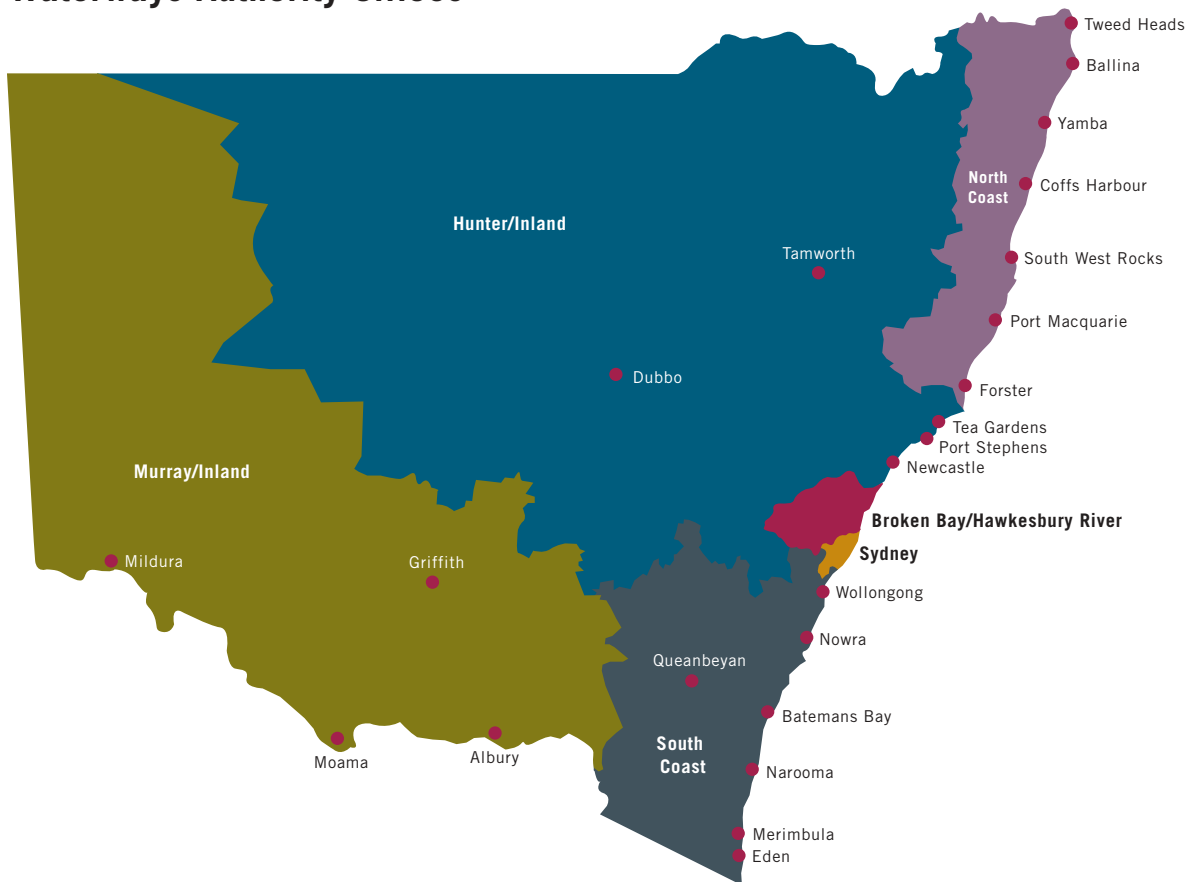 Tweed Heads
Ballina
Yamba
North
Coast
Coffs Harbour
Hunter/Inland
Tamworth
South West Rocks
Port Macquarie
Dubbo
Forster
Tea Gardens
Port Stephens
Newcastle
Murray/Inland
Broken Bay/Hawkesbury River
Sydney
Mildura
Griffith
Wollongong
Nowra
Queanbeyan
Batemans Bay
South
Coast
Moama
Albury
Narooma
Merimbula
Eden